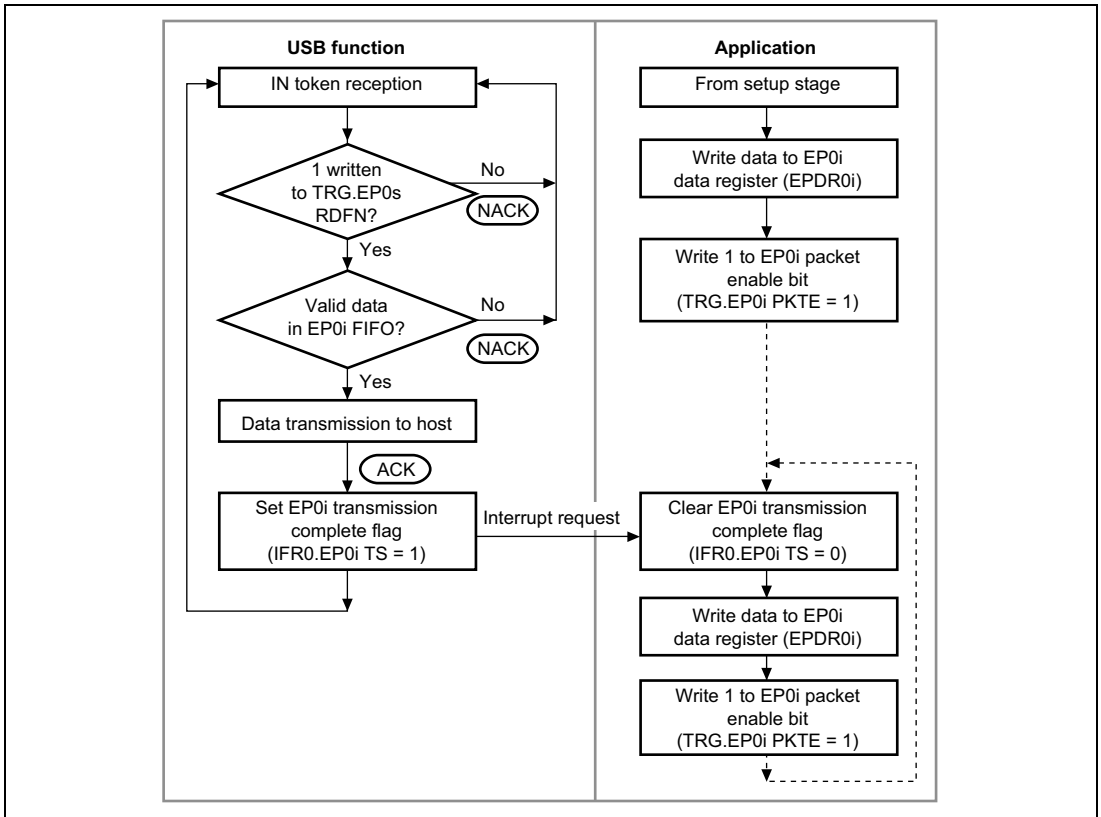 USB function
IN token reception
1 written
to TRG.EP0s
RDFN?
No
NACK
Yes
Valid data
in EP0i FIFO?
No
NACK
Yes
Data transmission to host
ACK
Set EP0i transmission
complete flag
(IFR0.EP0i TS = 1)
Interrupt request
Application
From setup stage
Write data to EP0i
data register (EPDR0i)
Write 1 to EP0i packet
enable bit
(TRG.EP0i PKTE = 1)
Clear EP0i transmission
complete flag
(IFR0.EP0i TS = 0)
Write data to EP0i
data register (EPDR0i)
Write 1 to EP0i packet
enable bit
(TRG.EP0i PKTE = 1)